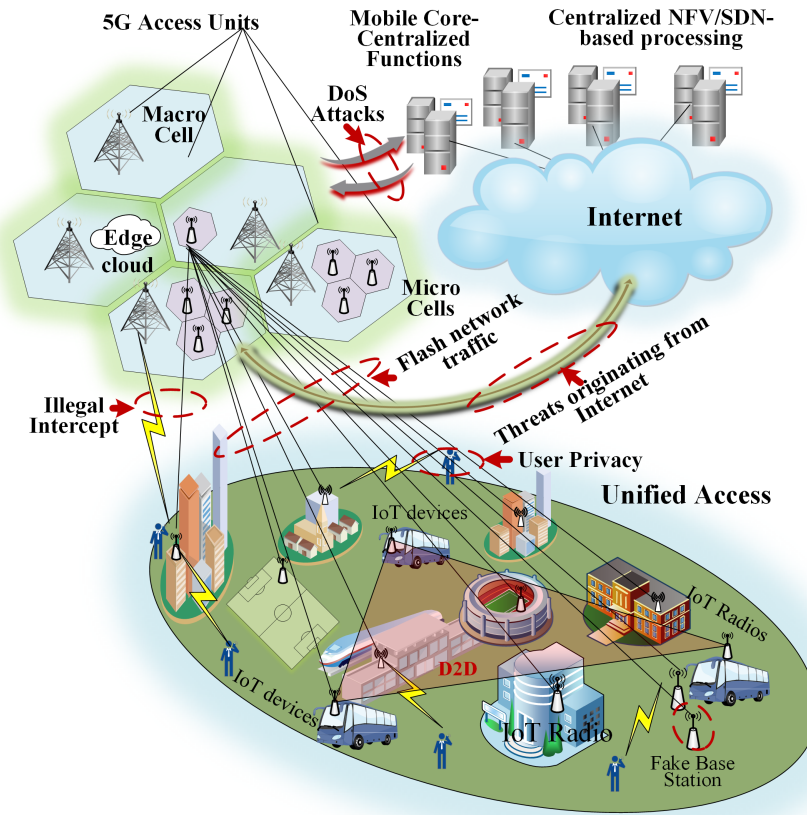 5G Access Units
Mobile Core-
Centralized
Functions
Centralized NFV/SDN-
based processing
DoS
Attacks
Macro
Cell
Internet
Edge
cloud
Micro
Cells
Flash network
traffic
Threats originating from
Internet
Illegal
Intercept
User Privacy
Unified Access
IoT devices
IoT Radios
D2D
IoT devices
IoT Radio
Fake Base
Station